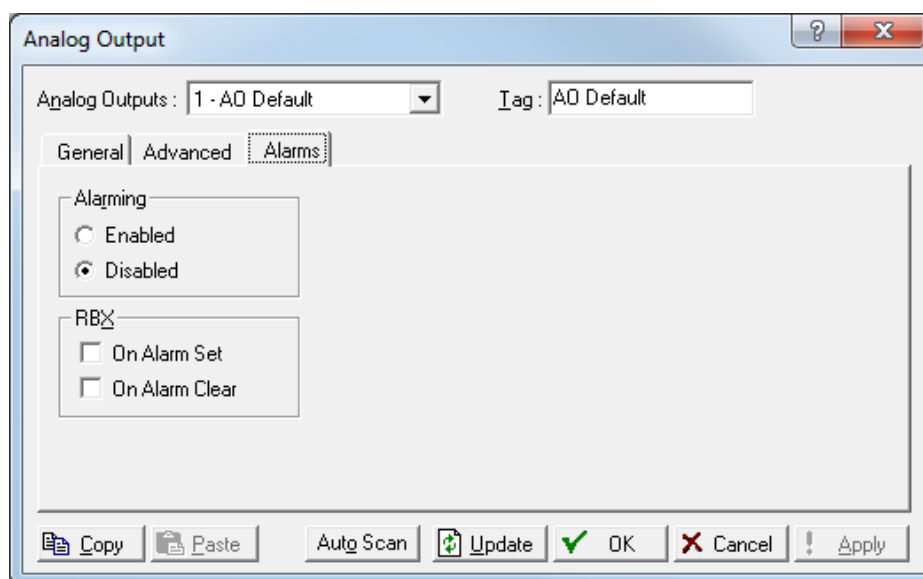 Analog Output
Analog Outputs : 1 - AO Default Tag : AO Default
General Advanced Alarms
Alarming
Enabled
Disabled
RBX
On Alarm Set
On Alarm Clear
Copy Paste Auto Scan Update OK Cancel Apply